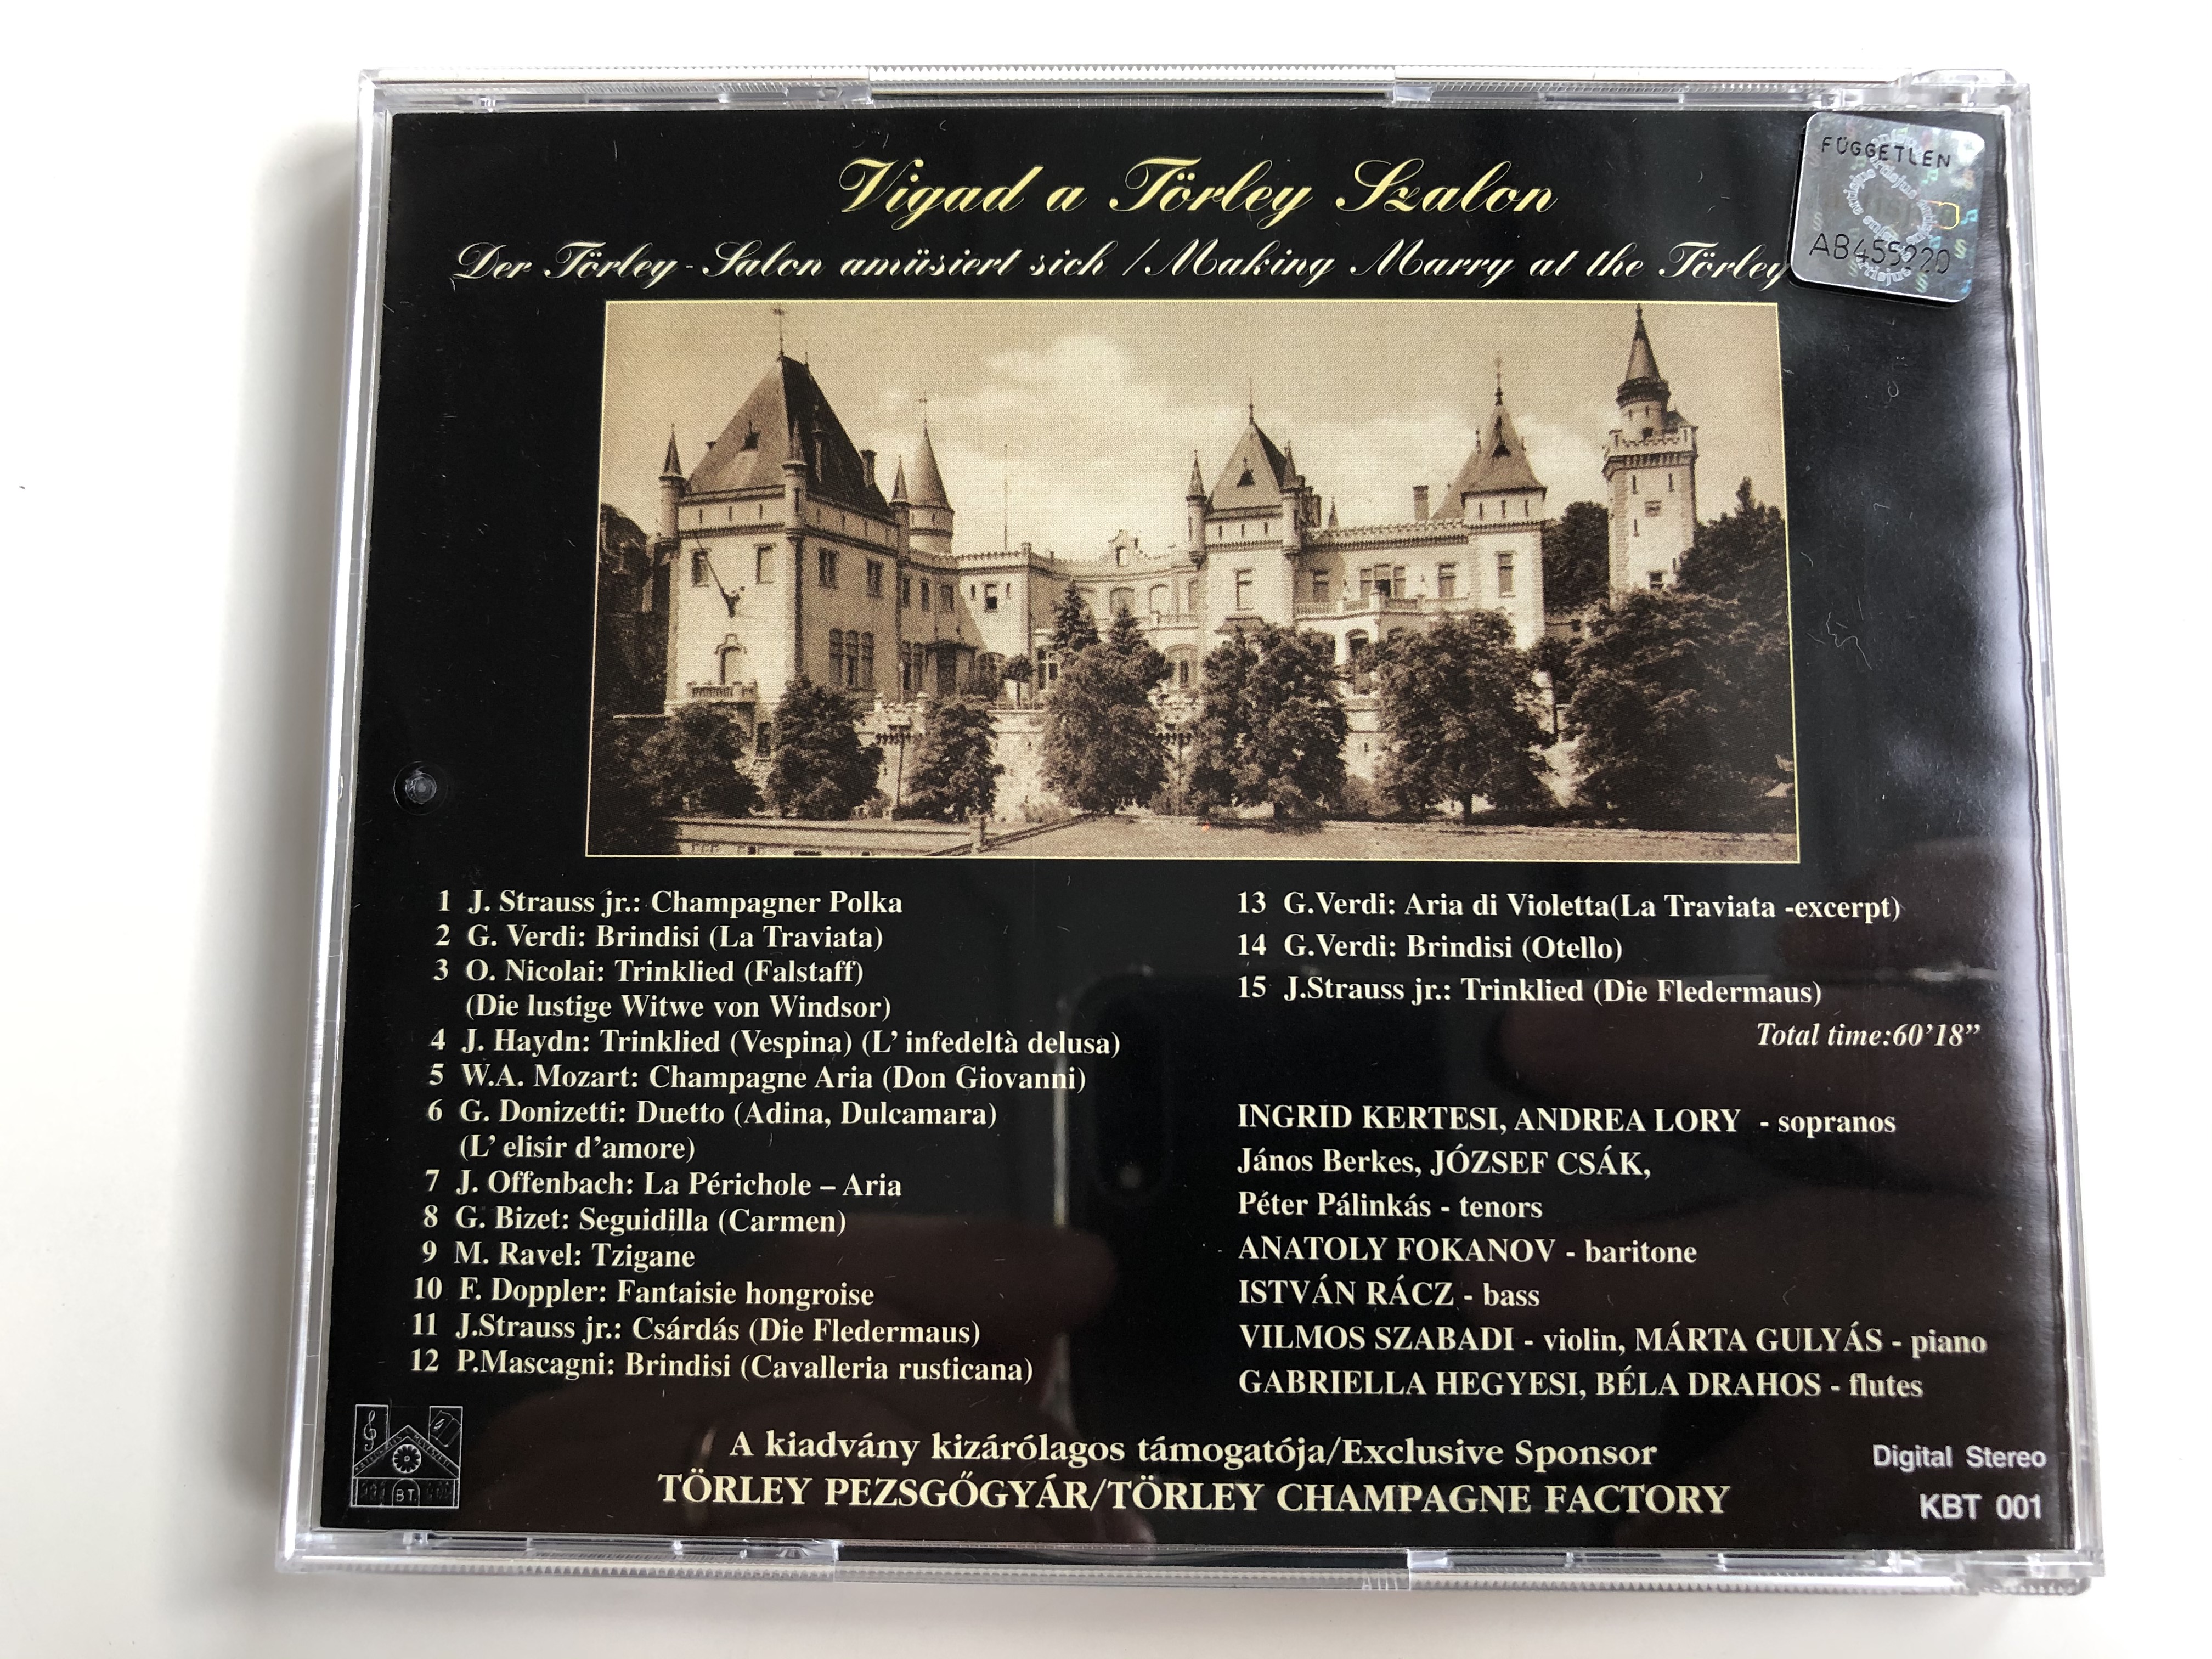 Vigad a Törley Szalon
Der Törley-Salon amüsiert sich / Making Marry at the Törley
FÜGGETLEN
AB455220
1 J. Strauss jr.: Champagner Polka
2 G. Verdi: Brindisi (La Traviata)
3 O. Nicolai: Trinklied (Falstaff)
(Die lustige Witwe von Windsor)
4 J. Haydn: Trinklied (Vespina) (L' infedeltà delusa)
5 W.A. Mozart: Champagne Aria (Don Giovanni)
6 G. Donizetti: Duetto (Adina, Dulcamara)
(L' elisir d'amore)
7 J. Offenbach: La Périchole – Aria
8 G. Bizet: Seguidilla (Carmen)
9 M. Ravel: Tzigane
10 F. Doppler: Fantaisie hongroise
11 J.Strauss jr.: Csárdás (Die Fledermaus)
12 P.Mascagni: Brindisi (Cavalleria rusticana)
13 G.Verdi: Aria di Violetta(La Traviata -excerpt)
14 G.Verdi: Brindisi (Otello)
15 J.Strauss jr.: Trinklied (Die Fledermaus)
Total time:60'18"
INGRID KERTESI, ANDREA LORY - sopranos
János Berkes, JÓZSEF CSÁK,
Péter Pálinkás - tenors
ANATOLY FOKANOV - baritone
ISTVÁN RÁCZ - bass
VILMOS SZABADI - violin, MÁRTA GULYÁS - piano
GABRIELLA HEGYESI, BÉLA DRAHOS - flutes
BT.
A kiadvány kizárólagos támogatója/Exclusive Sponsor
TÖRLEY PEZSGŐGYÁR/TÖRLEY CHAMPAGNE FACTORY
Digital Stereo
KBT 001